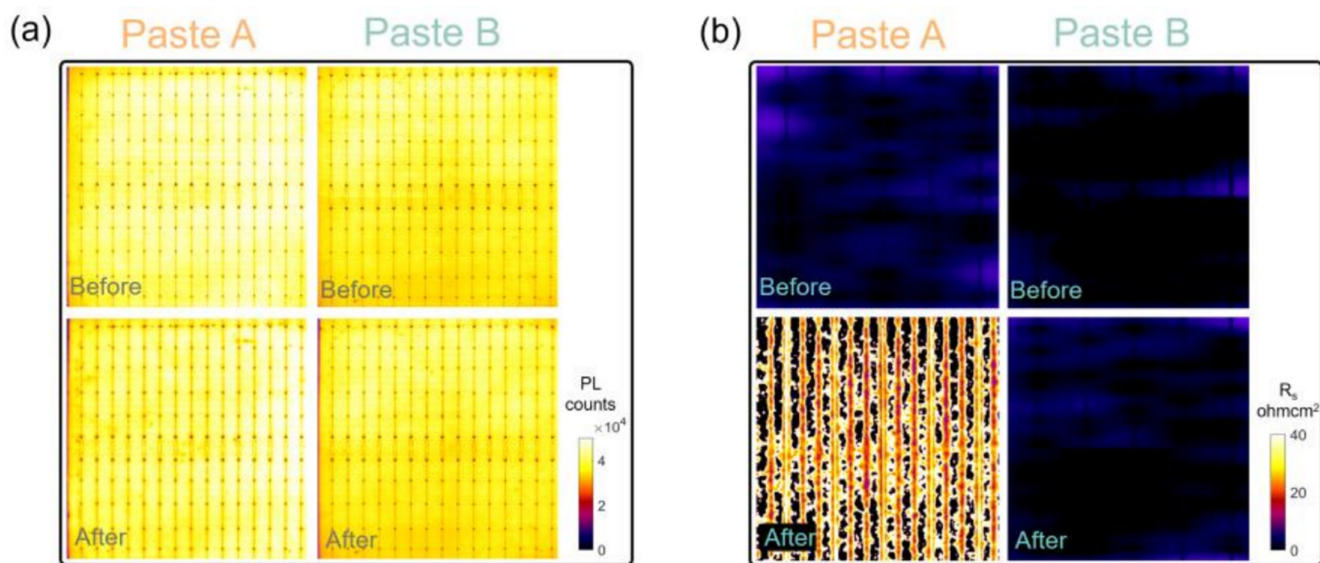 (a)
Paste A Paste B
Before Before
After After
PL
counts
×10⁴
4
2
0
(b)
Paste A Paste B
Before Before
After After
Rₛ
ohmcm²
40
20
0